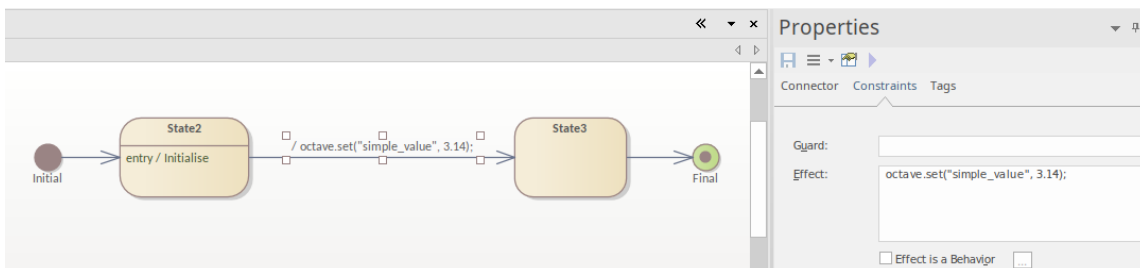 Properties
Connector Constraints Tags
State2
entry / Initialise
/ octave.set("simple_value", 3.14);
State3
Initial
Final
Guard:
Effect:
octave.set("simple_value", 3.14);
Effect is a Behavior ...